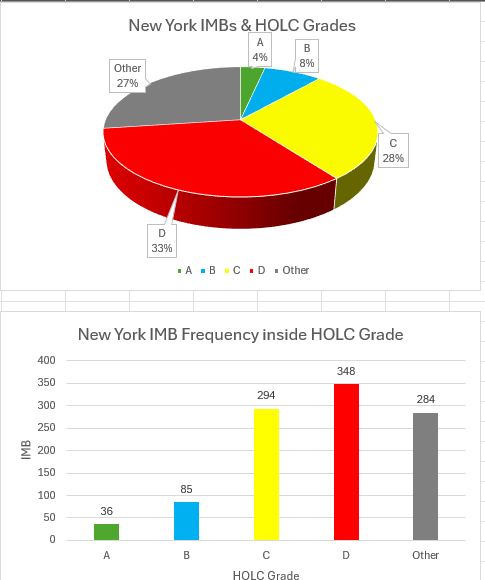 New York IMBs & HOLC Grades
A
4%
B
8%
Other
27%
C
28%
D
33%
A B C D Other
New York IMB Frequency inside HOLC Grade
400
350
300
250
200
150
100
50
0
IMB
36
85
294
348
284
A B C D Other
HOLC Grade